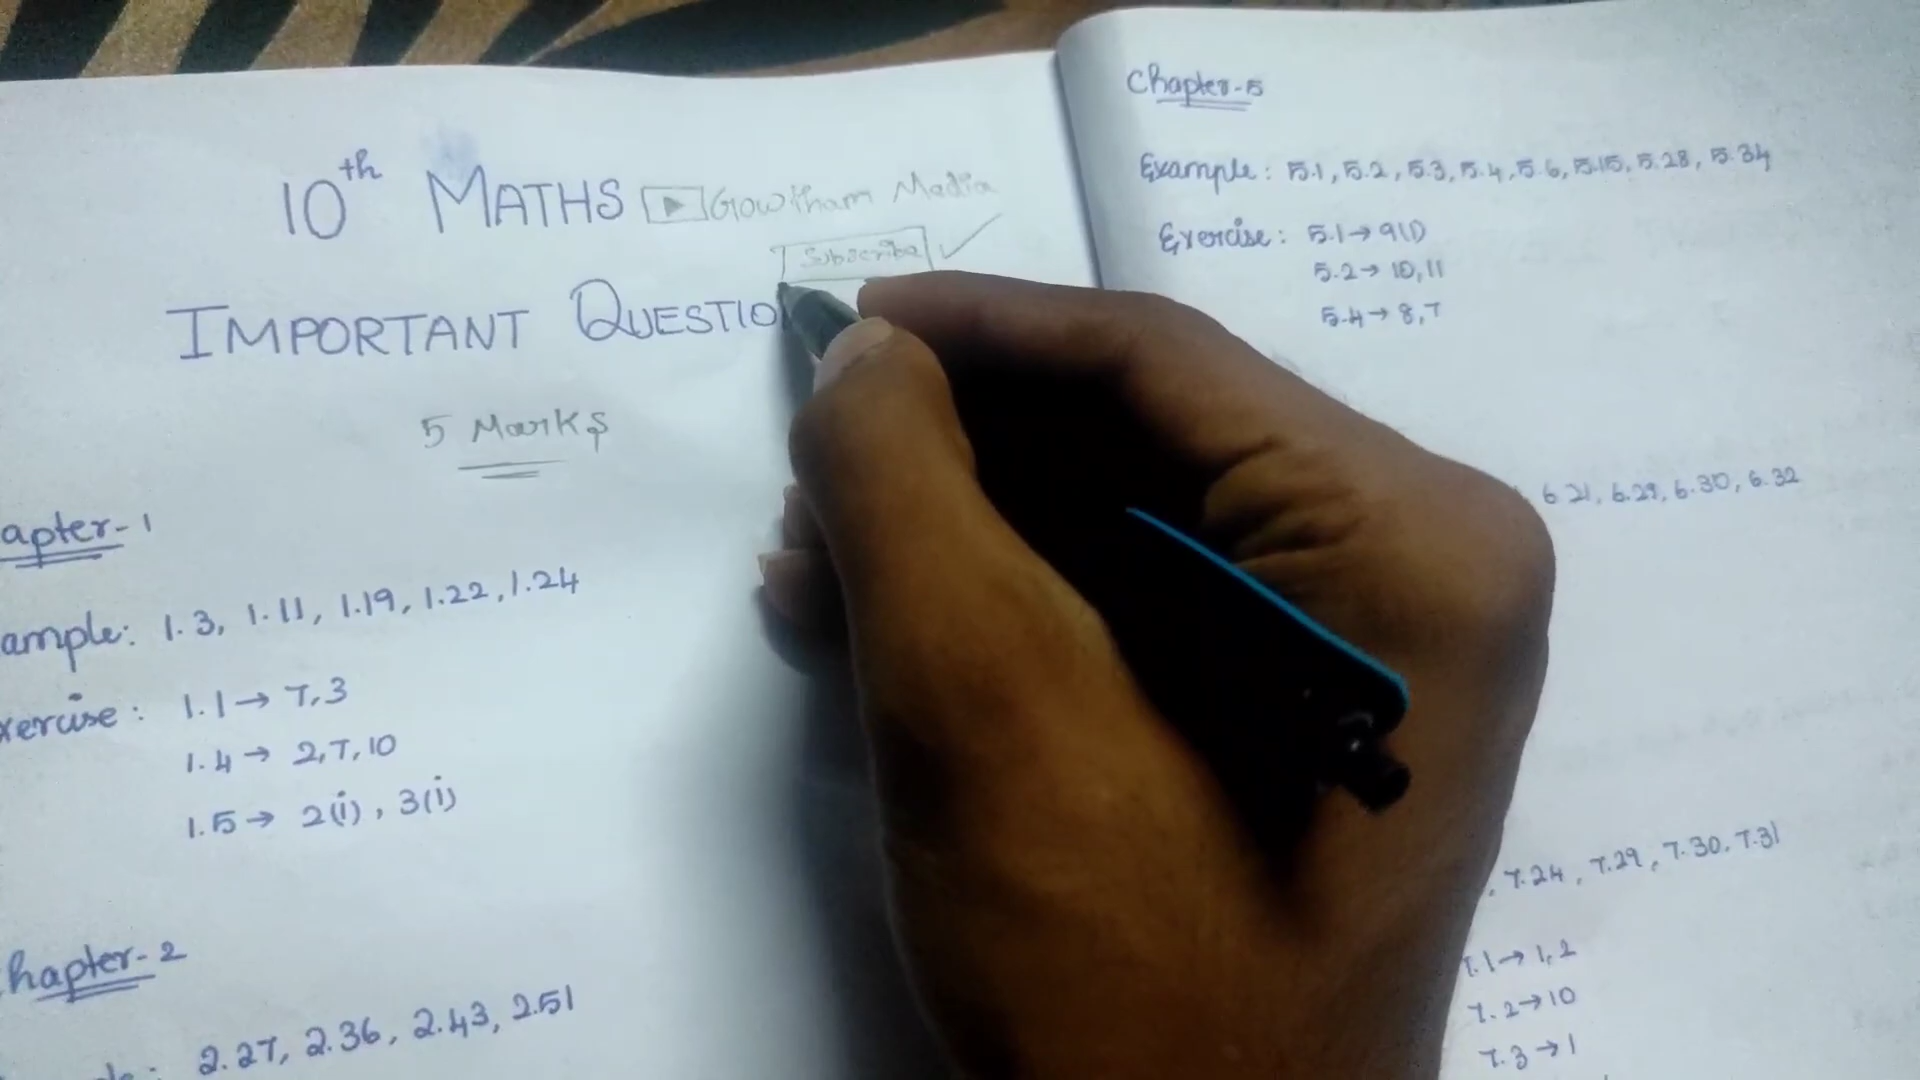 10th MATHS Gowtham Media
Subscribe
IMPORTANT QUESTIO
5 Marks
apter-1
ample: 1.3, 1.11, 1.19, 1.22, 1.24
xercise: 1.1→ 7,3
1.4→ 2,7,10
1.5→ 2(i), 3(i)
hapter-2
2.27, 2.36, 2.43, 2.51
Chapter-5
Example: 5.1, 5.2, 5.3, 5.4, 5.6, 5.15, 5.28, 5.34
Exercise: 5.1→ 9(i)
5.2→ 10,11
5.4→ 8,7
6.21, 6.29, 6.30, 6.32
, 7.24, 7.29, 7.30, 7.31
7.1→ 1,2
7.2→10
7.3→1